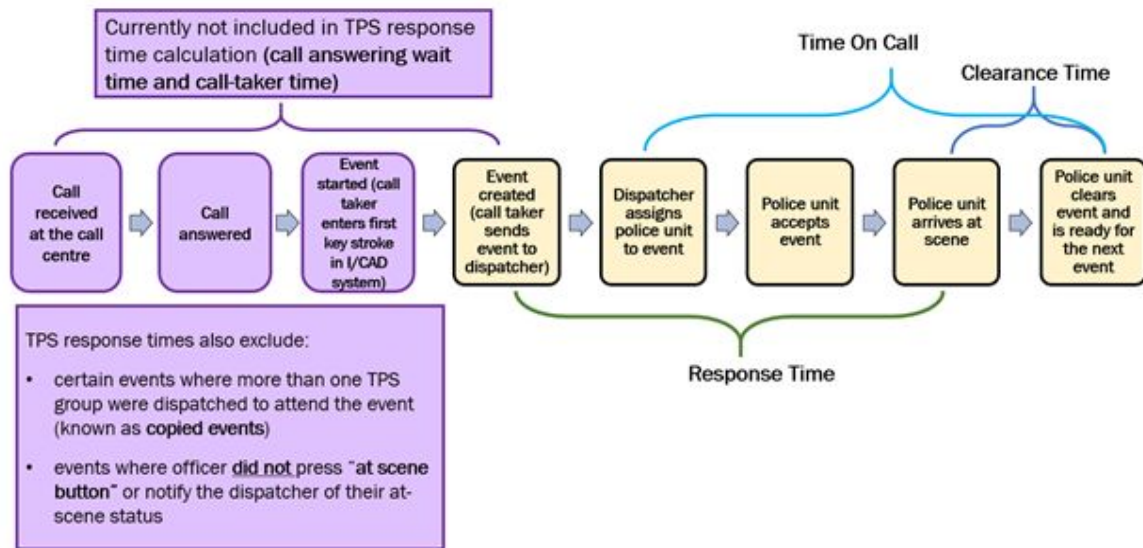 Currently not included in TPS response
time calculation (call answering wait
time and call-taker time)
Time On Call
Clearance Time
Call
received
at the call
centre
Call
answered
Event
started (call
taker
enters first
key stroke
in I/CAD
system)
Event
created
(call taker
sends
event to
dispatcher)
Dispatcher
assigns
police unit
to event
Police unit
accepts
event
Police unit
arrives at
scene
Police unit
clears
event and
is ready for
the next
event
Response Time
TPS response times also exclude:
• certain events where more than one TPS
group were dispatched to attend the event
(known as copied events)
• events where officer did not press "at scene
button" or notify the dispatcher of their at-
scene status